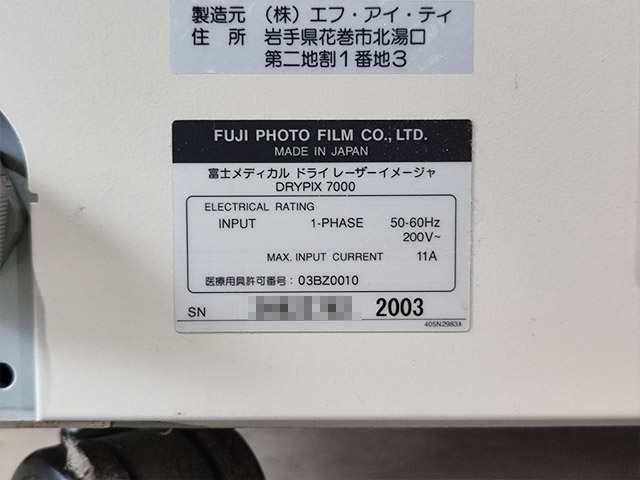 製造元 （株）エフ・アイ・ティ
住 所 岩手県花巻市北湯口
第二地割1番地3
FUJI PHOTO FILM CO., LTD.
MADE IN JAPAN
富士メディカル ドライ レーザーイメージャ
DRYPIX 7000
ELECTRICAL RATING
INPUT 1-PHASE 50-60Hz
200V~
MAX. INPUT CURRENT 11A
医療用具許可番号：03BZ0010
SN 2003
405N2983A